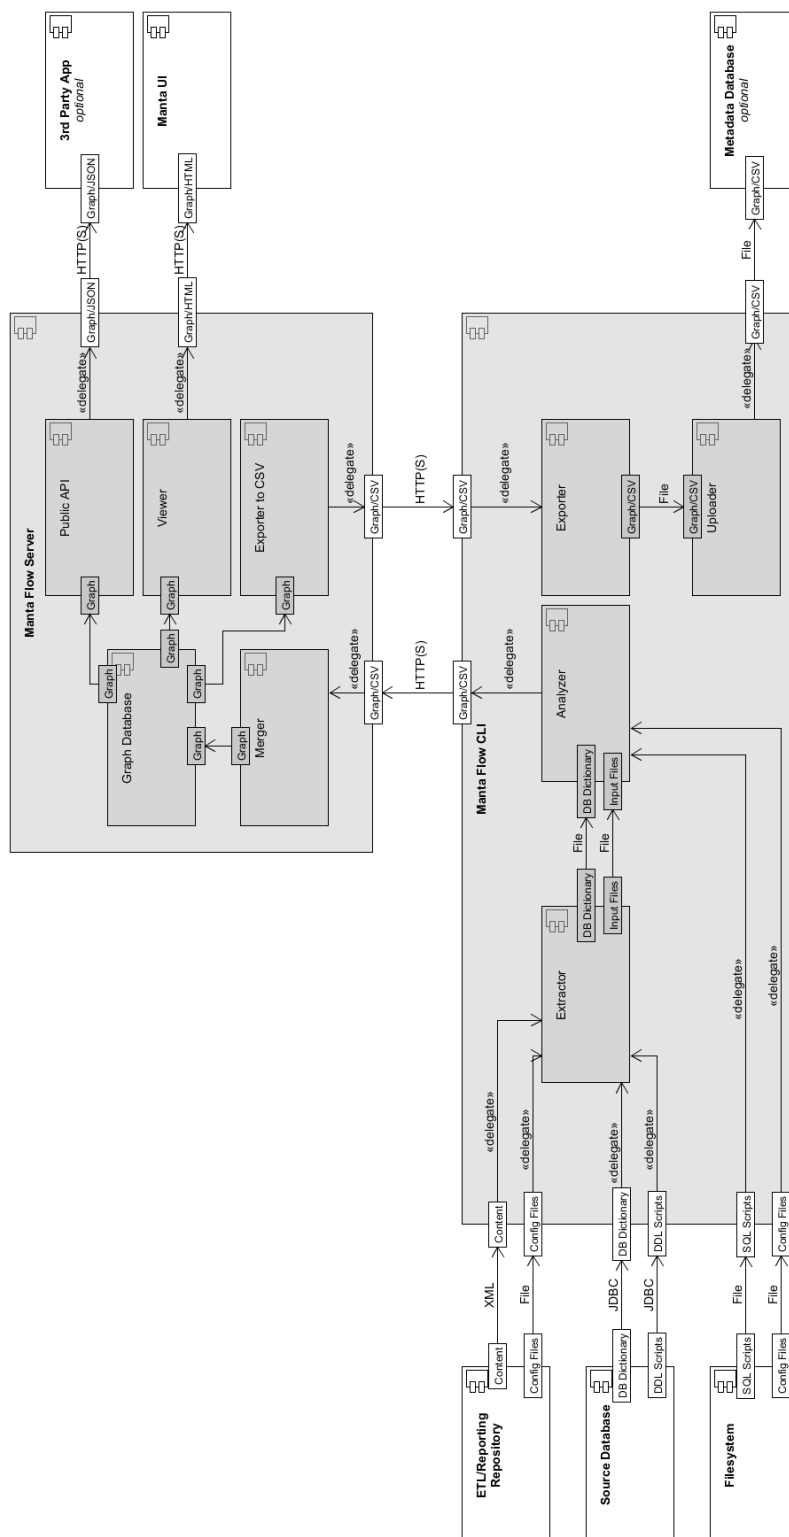 Manta Flow Server
Public API
3rd Party App
optional
Graph
Graph
«delegate»
Graph/JSON
HTTP(S)
Graph/JSON
Graph Database
Viewer
Manta UI
Graph
Graph
«delegate»
Graph/HTML
HTTP(S)
Graph/HTML
Graph
Graph
Merger
Graph
Exporter to CSV
Graph
«delegate»
Graph/CSV
«delegate»
Graph/CSV
HTTP(S)
HTTP(S)
Manta Flow CLI
Graph/CSV
Graph/CSV
«delegate»
«delegate»
ETL/Reporting
Repository
Content
XML
Content
«delegate»
Config Files
File
Config Files
«delegate»
Extractor
Analyzer
Exporter
DB Dictionary
File
DB Dictionary
Input Files
File
Input Files
Source Database
DB Dictionary
JDBC
DB Dictionary
«delegate»
DDL Scripts
JDBC
DDL Scripts
«delegate»
Graph/CSV
File
Graph/CSV
Uploader
Filesystem
SQL Scripts
File
SQL Scripts
«delegate»
Config Files
File
Config Files
«delegate»
«delegate»
Graph/CSV
File
Graph/CSV
Metadata Database
optional